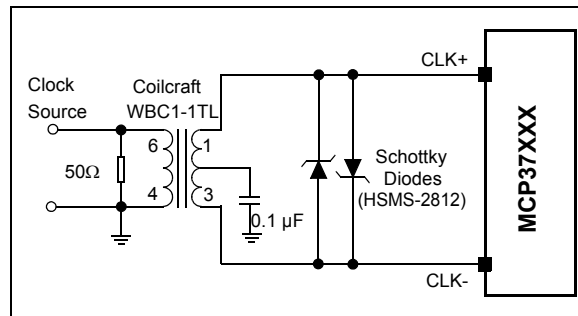 CLK+
Clock
Source
Coilcraft
WBC1-1TL
6
1
50Ω
Schottky
Diodes
(HSMS-2812)
MCP37XXX
4
3
0.1 µF
CLK-